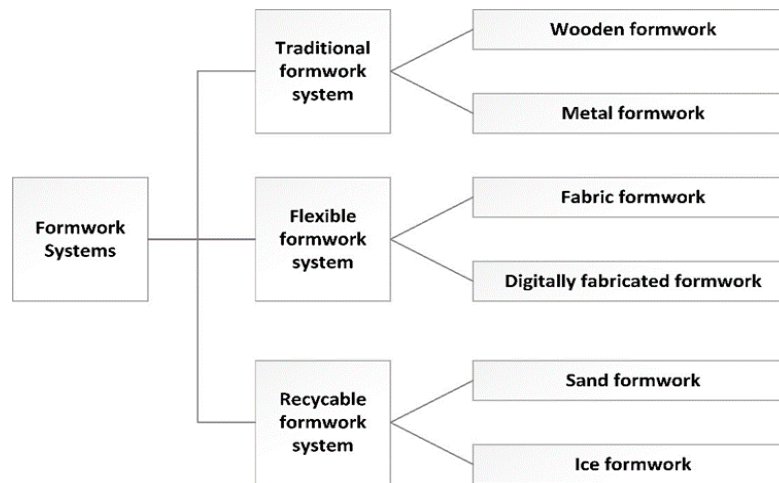 Formwork
Systems
Traditional
formwork
system
Wooden formwork
Metal formwork
Flexible
formwork
system
Fabric formwork
Digitally fabricated formwork
Recycable
formwork
system
Sand formwork
Ice formwork